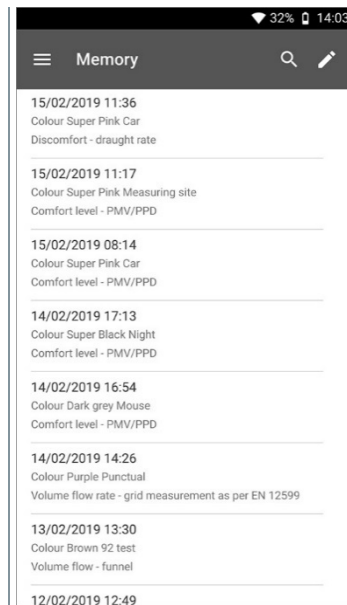 32% 14:03
Memory
15/02/2019 11:36
Colour Super Pink Car
Discomfort - draught rate
15/02/2019 11:17
Colour Super Pink Measuring site
Comfort level - PMV/PPD
15/02/2019 08:14
Colour Super Pink Car
Comfort level - PMV/PPD
14/02/2019 17:13
Colour Super Black Night
Comfort level - PMV/PPD
14/02/2019 16:54
Colour Dark grey Mouse
Comfort level - PMV/PPD
14/02/2019 14:26
Colour Purple Punctual
Volume flow rate - grid measurement as per EN 12599
13/02/2019 13:30
Colour Brown 92 test
Volume flow - funnel
12/02/2019 12:49